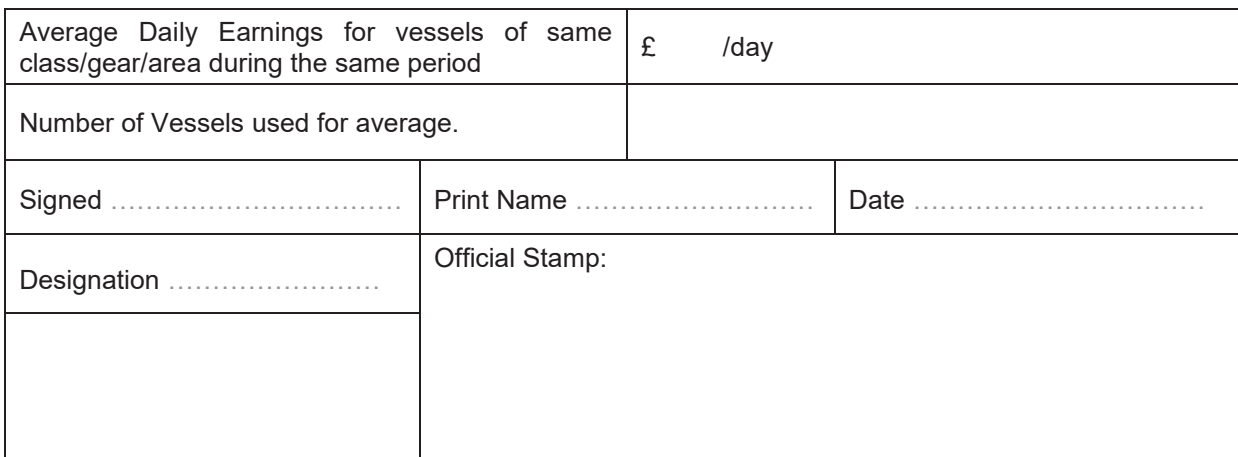 Average Daily Earnings for vessels of same
class/gear/area during the same period
£ /day
Number of Vessels used for average.
Signed ……………………………
Print Name ………………………
Date ……………………………
Designation ……………………
Official Stamp: